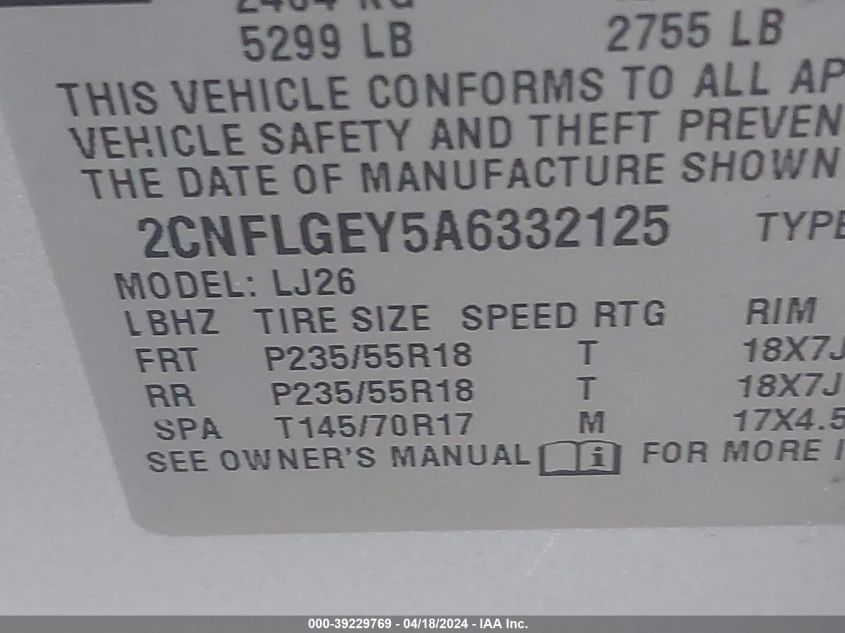 2404 KG
5299 LB 2755 LB
THIS VEHICLE CONFORMS TO ALL AP
VEHICLE SAFETY AND THEFT PREVEN
THE DATE OF MANUFACTURE SHOWN
2CNFLGEY5A6332125 TYPE
MODEL: LJ26
LBHZ TIRE SIZE SPEED RTG RIM
FRT P235/55R18 T 18X7J
RR P235/55R18 T 18X7J
SPA T145/70R17 M 17X4.5
SEE OWNER'S MANUAL i FOR MORE I
000-39229769 - 04/18/2024 - IAA Inc.